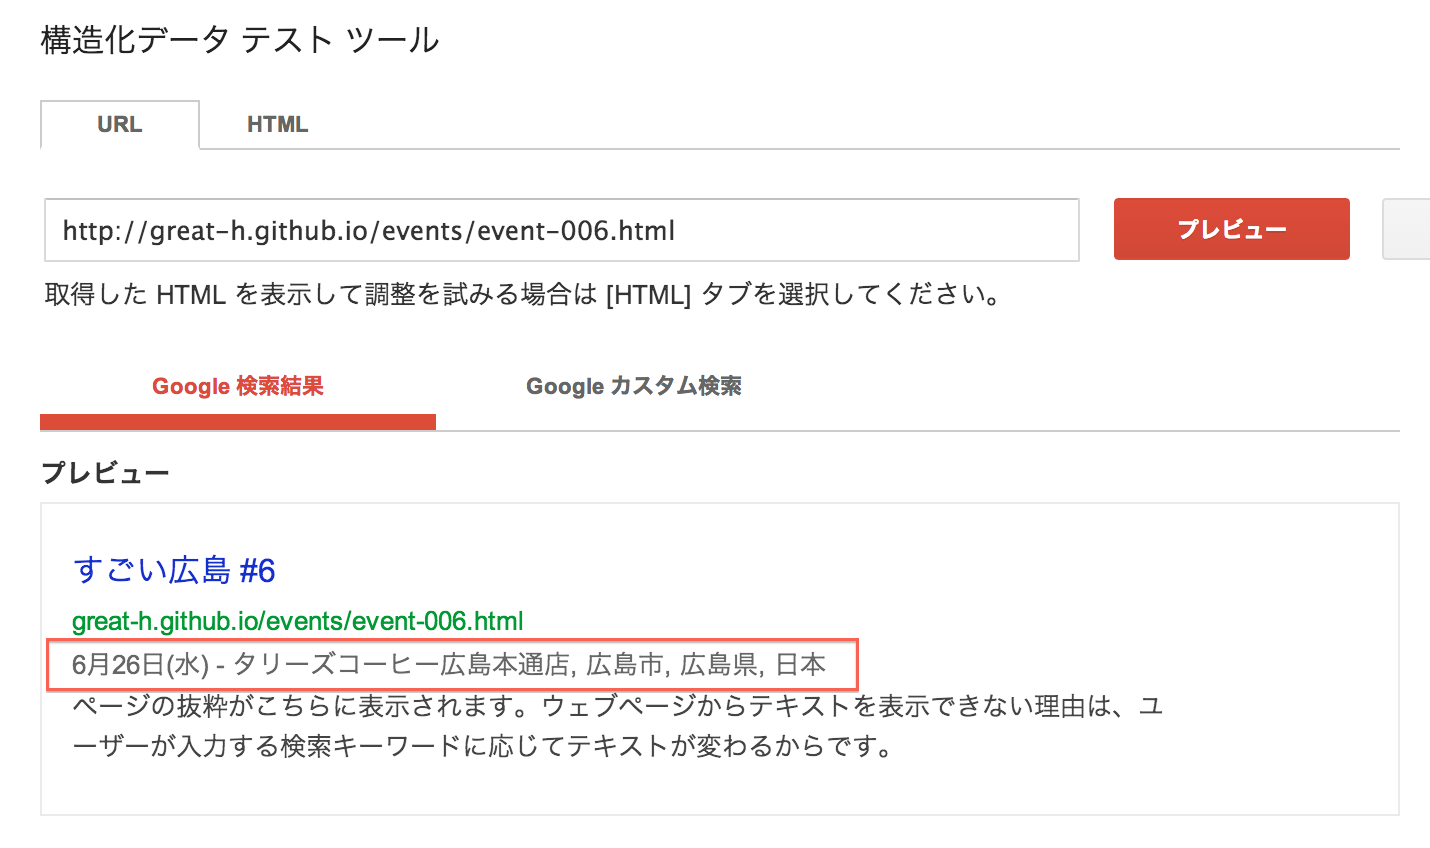 構造化データ テスト ツール
URL HTML
http://great-h.github.io/events/event-006.html プレビュー
取得した HTML を表示して調整を試みる場合は [HTML] タブを選択してください。
Google 検索結果 Google カスタム検索
プレビュー
すごい広島 #6
great-h.github.io/events/event-006.html
6月26日(水) - タリーズコーヒー広島本通店, 広島市, 広島県, 日本
ページの抜粋がこちらに表示されます。ウェブページからテキストを表示できない理由は、ユ
ーザーが入力する検索キーワードに応じてテキストが変わるからです。